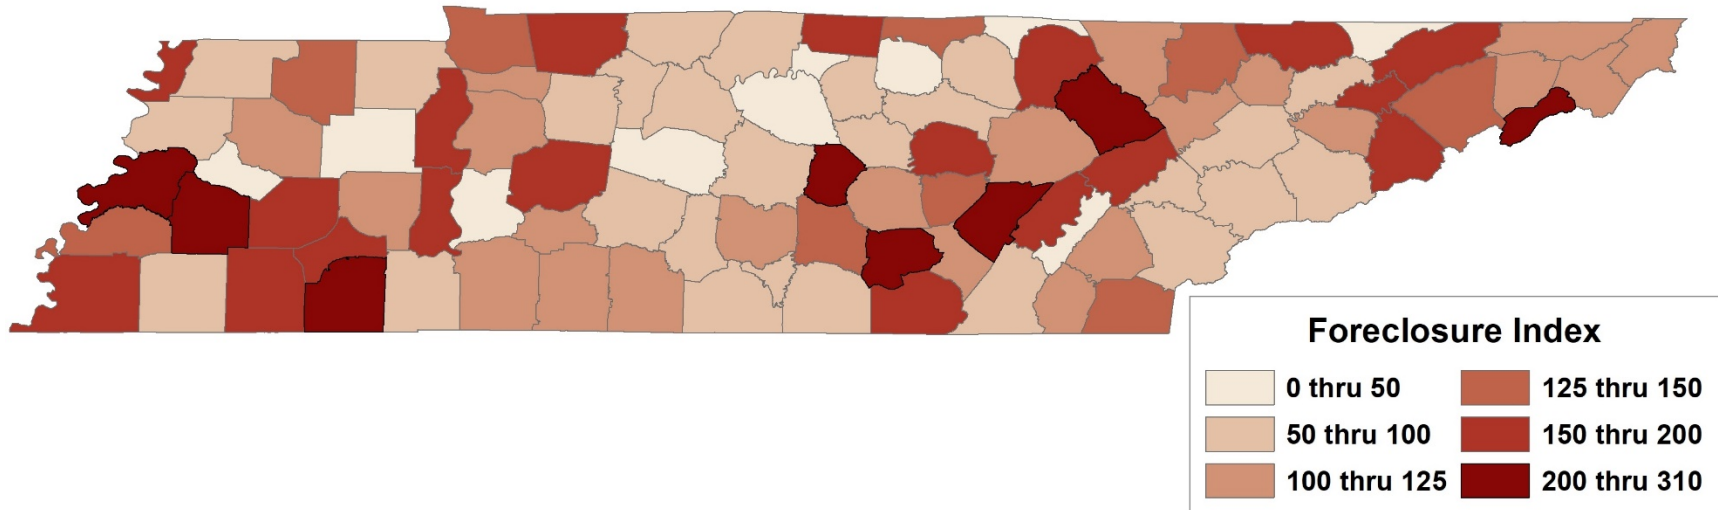 Foreclosure Index
0 thru 50
125 thru 150
50 thru 100
150 thru 200
100 thru 125
200 thru 310